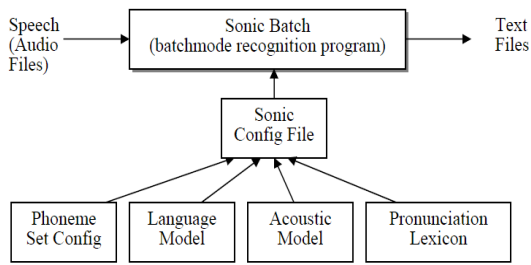 Speech
(Audio
Files)
Sonic Batch
(batchmode recognition program)
Text
Files
Sonic
Config File
Phoneme
Set Config
Language
Model
Acoustic
Model
Pronunciation
Lexicon